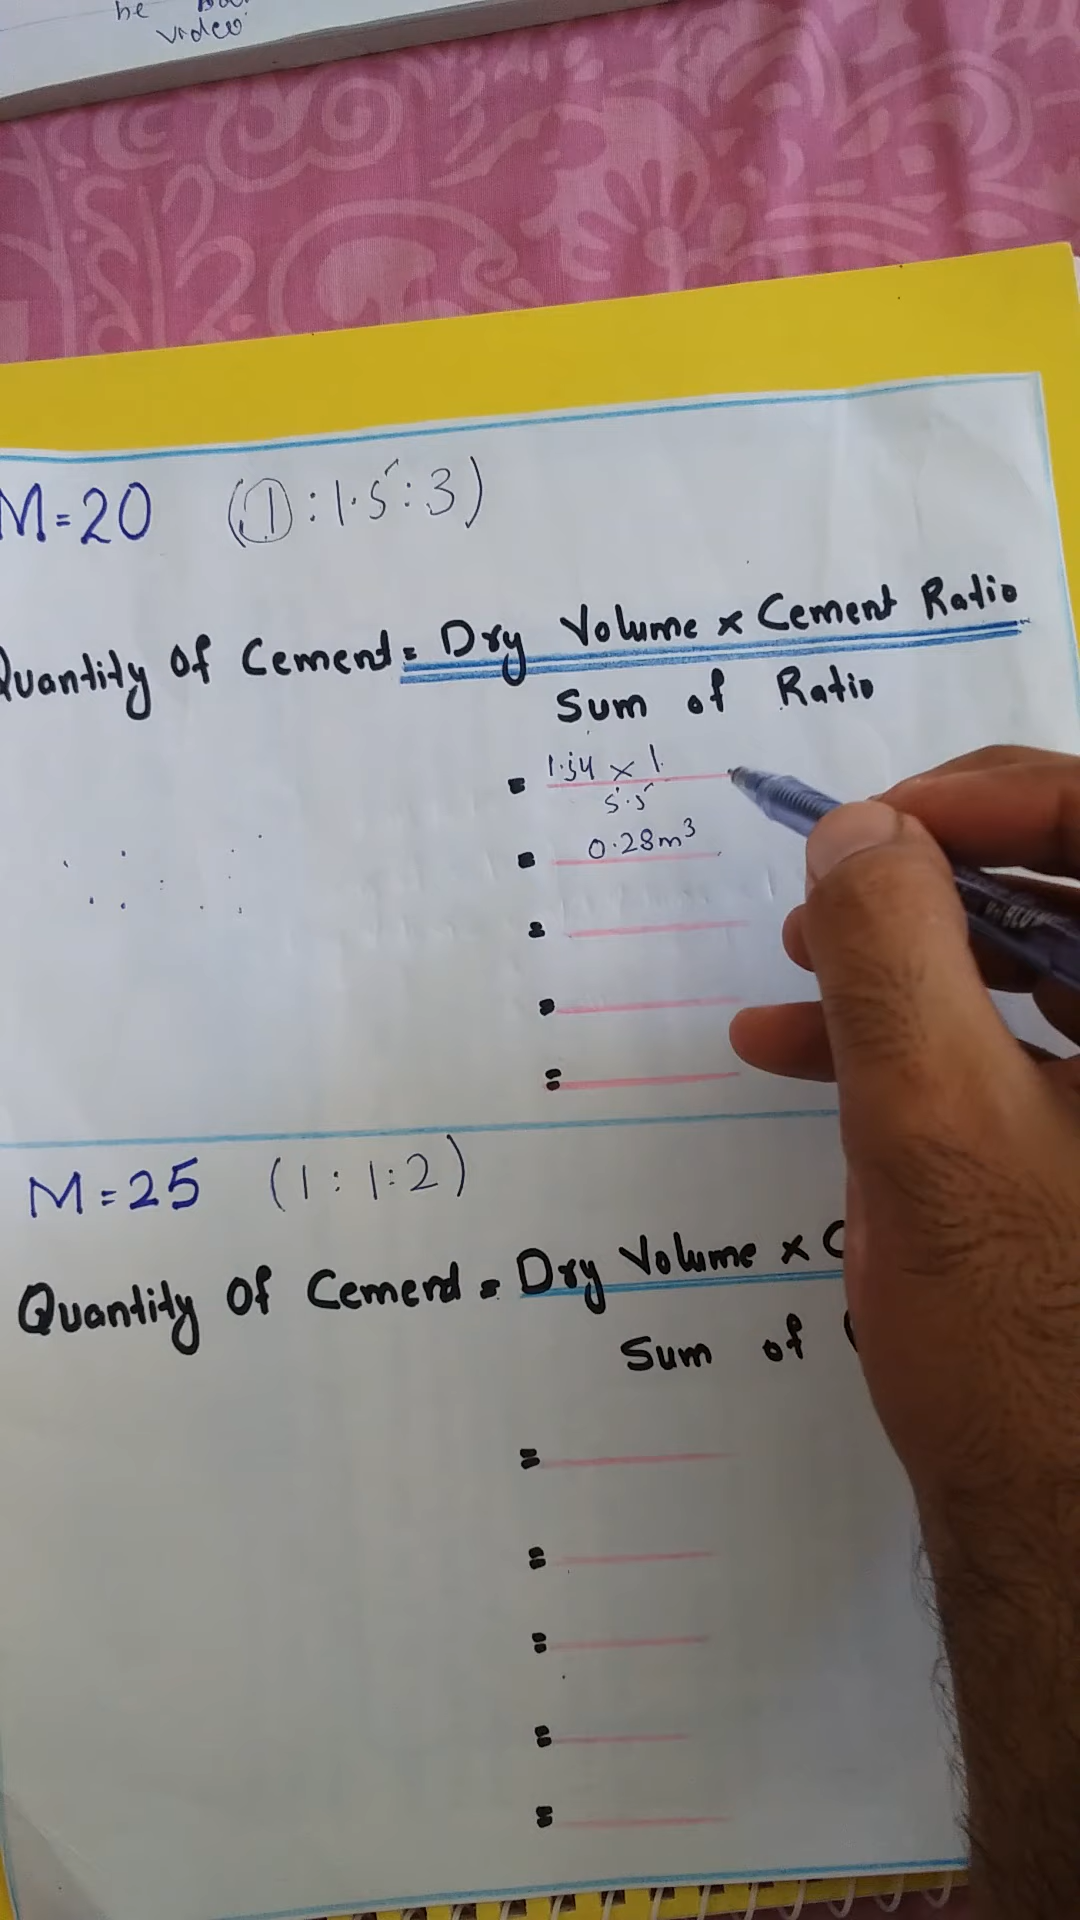 he
video
M=20 (1:1.5:3)
Quantity Of Cement = Dry Volume x Cement Ratio
Sum of Ratio
= 1.54 x 1
5.5
= 0.28m³
=
=
=
M=25 (1:1:2)
Quantity Of Cement = Dry Volume x C
Sum of
=
=
=
=
=